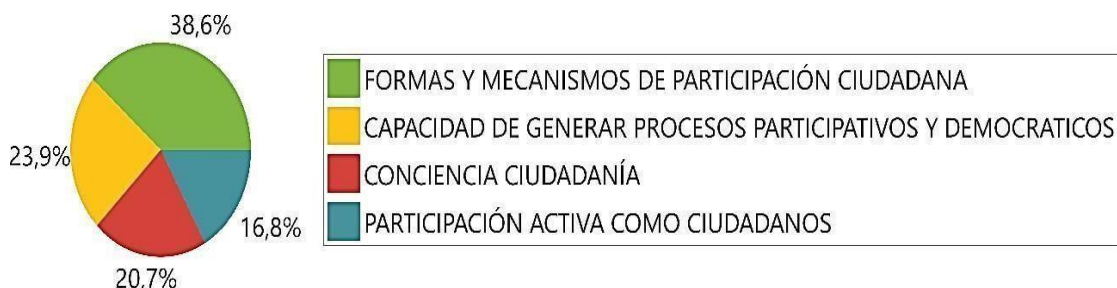 38,6%
FORMAS Y MECANISMOS DE PARTICIPACIÓN CIUDADANA
CAPACIDAD DE GENERAR PROCESOS PARTICIPATIVOS Y DEMOCRATICOS
23,9%
CONCIENCIA CIUDADANÍA
16,8%
PARTICIPACIÓN ACTIVA COMO CIUDADANOS
20,7%